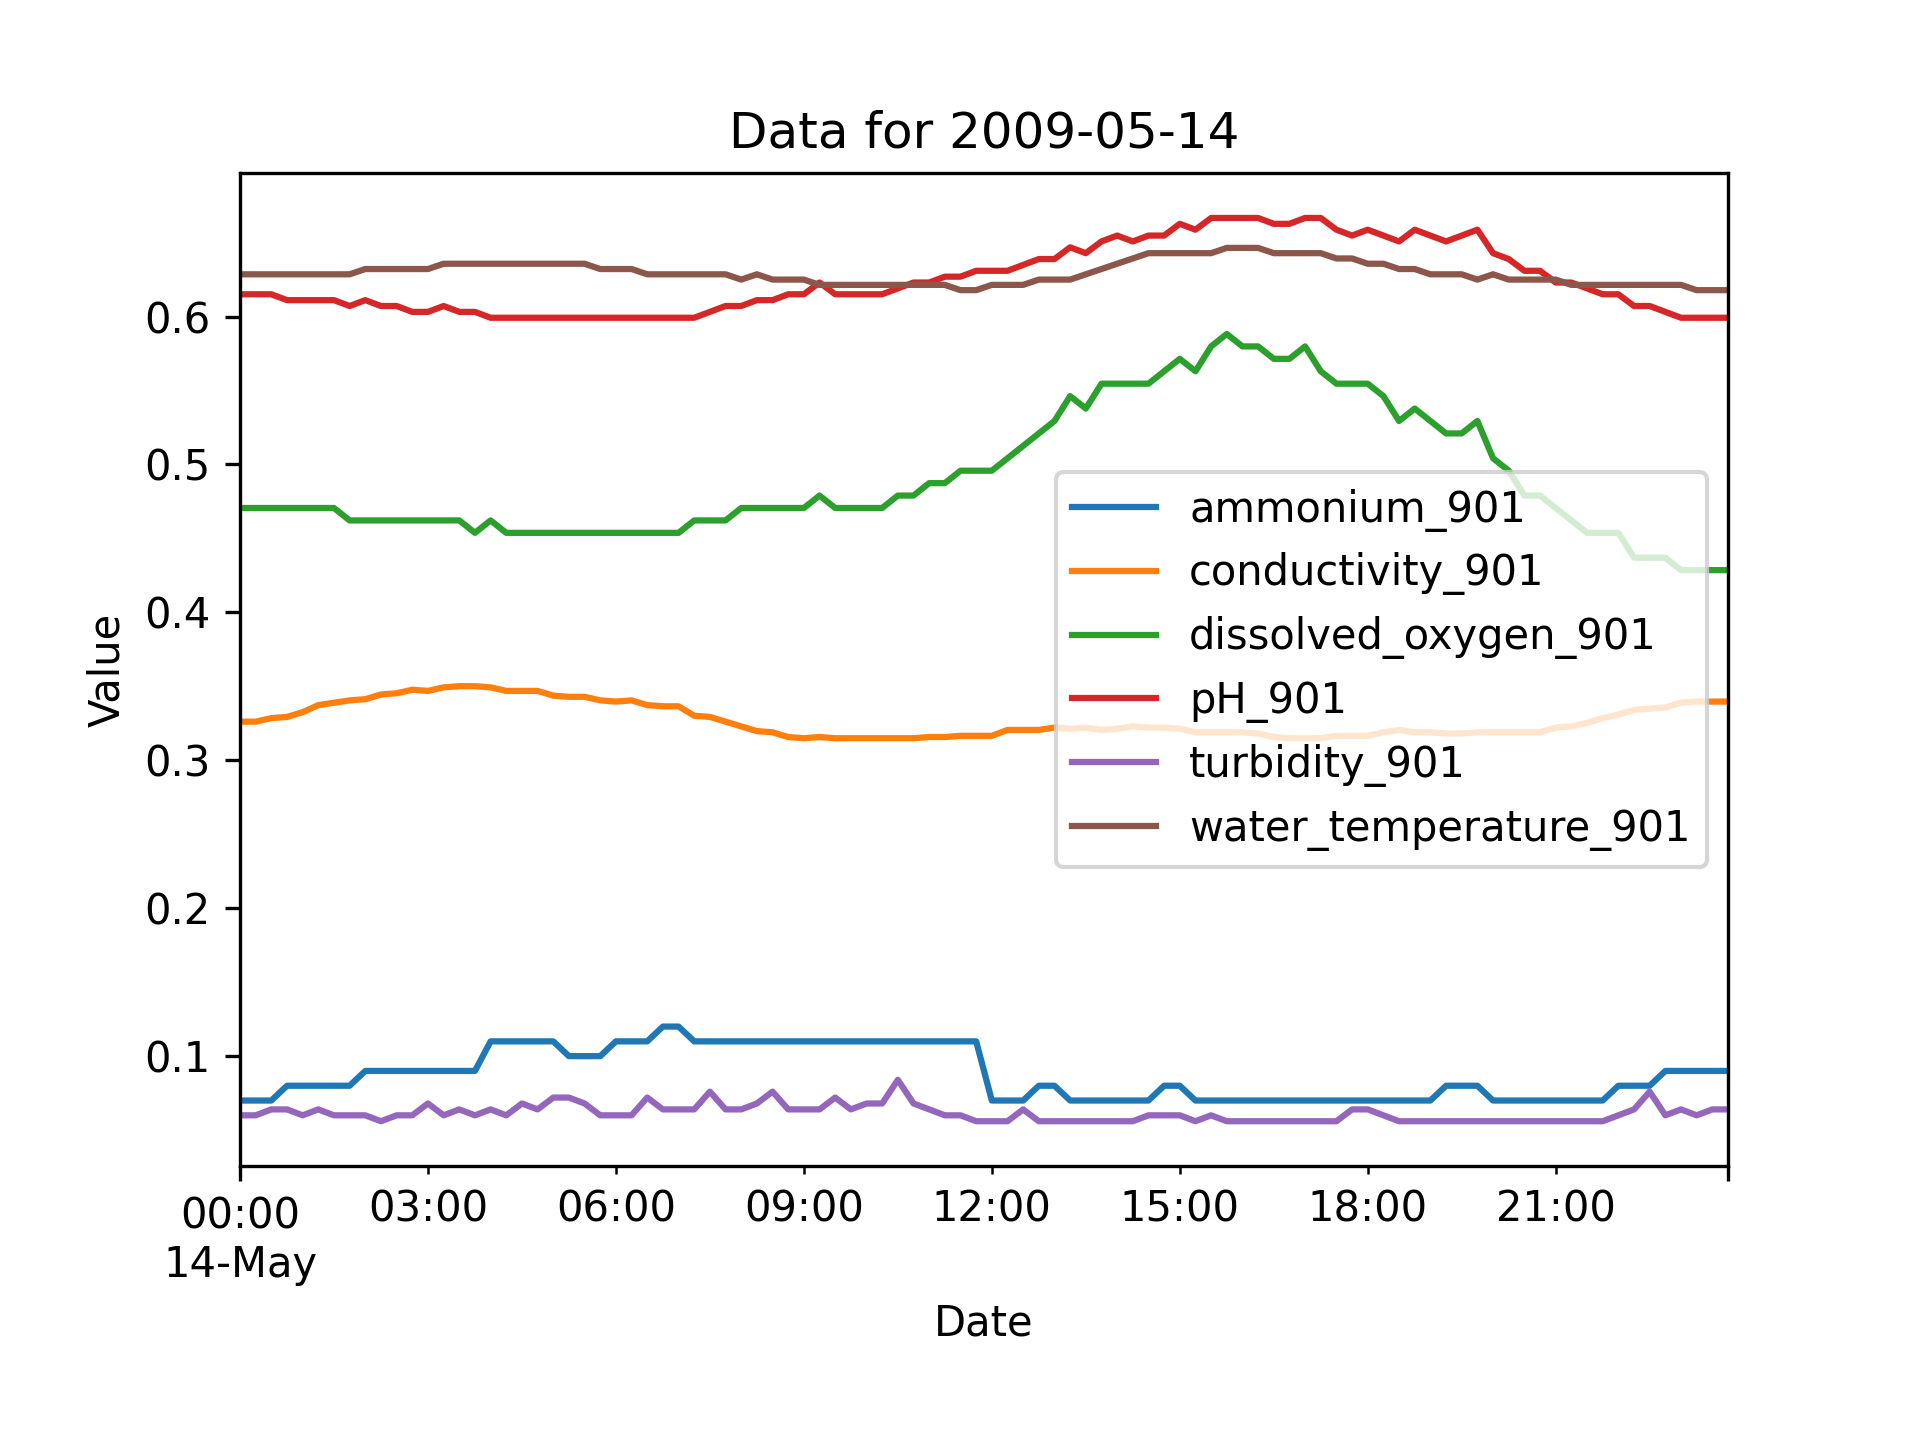 Data for 2009-05-14
Value
0.6
0.5
0.4
0.3
0.2
0.1
ammonium_901
conductivity_901
dissolved_oxygen_901
pH_901
turbidity_901
water_temperature_901
00:00 03:00 06:00 09:00 12:00 15:00 18:00 21:00
14-May
Date